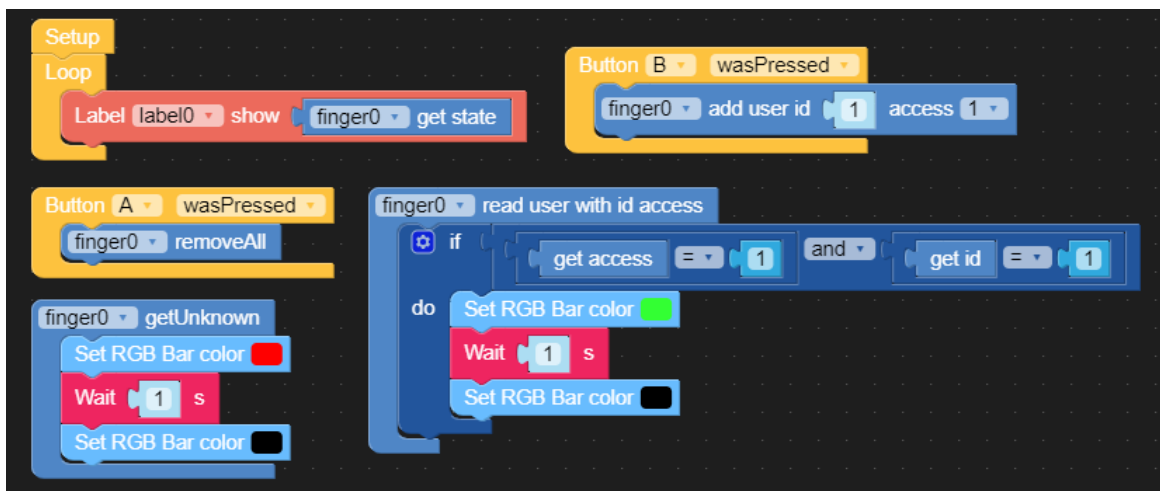 Setup
Loop
Label label0 show finger0 get state
Button B wasPressed
finger0 add user id 1 access 1
Button A wasPressed
finger0 removeAll
finger0 read user with id access
if get access = 1 and get id = 1
do Set RGB Bar color
Wait 1 s
Set RGB Bar color
finger0 getUnknown
Set RGB Bar color
Wait 1 s
Set RGB Bar color